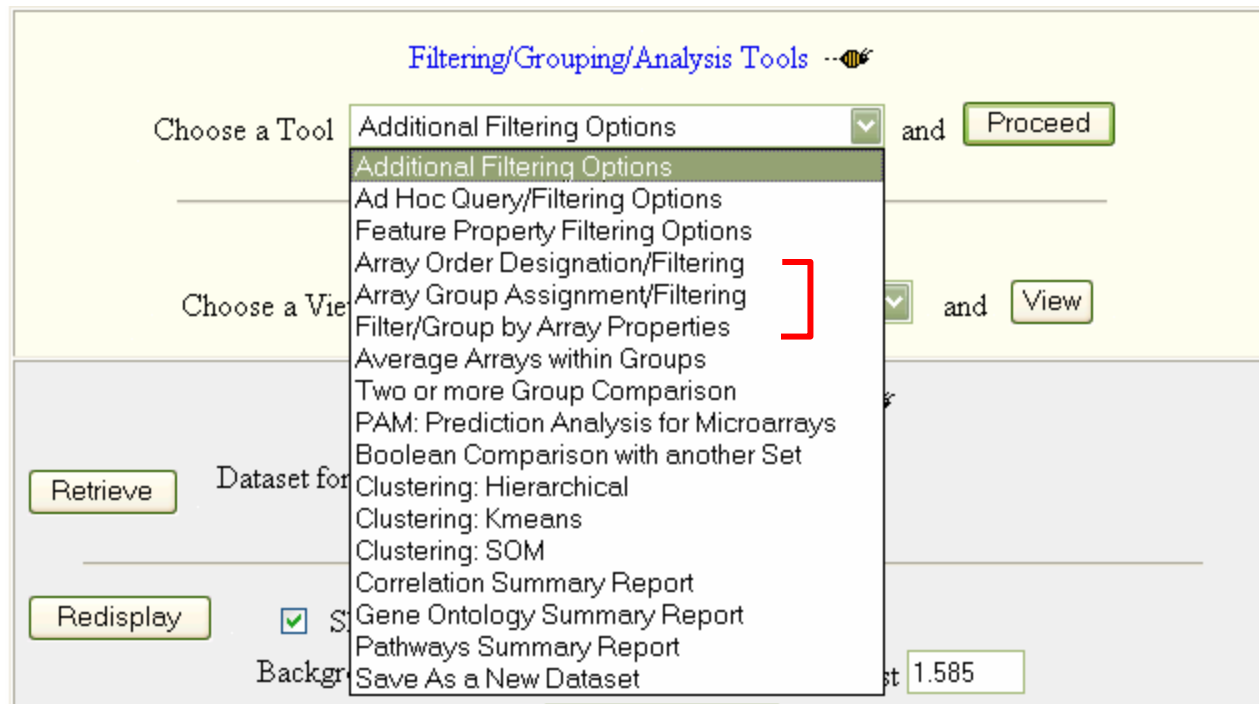 Filtering/Grouping/Analysis Tools
Choose a Tool Additional Filtering Options and Proceed
Additional Filtering Options
Ad Hoc Query/Filtering Options
Feature Property Filtering Options
Array Order Designation/Filtering
Choose a Vie Array Group Assignment/Filtering and View
Filter/Group by Array Properties
Average Arrays within Groups
Two or more Group Comparison
PAM: Prediction Analysis for Microarrays
Boolean Comparison with another Set
Retrieve Dataset for Clustering: Hierarchical
Clustering: Kmeans
Clustering: SOM
Correlation Summary Report
Redisplay S Gene Ontology Summary Report
Pathways Summary Report
Backgr Save As a New Dataset st 1.585